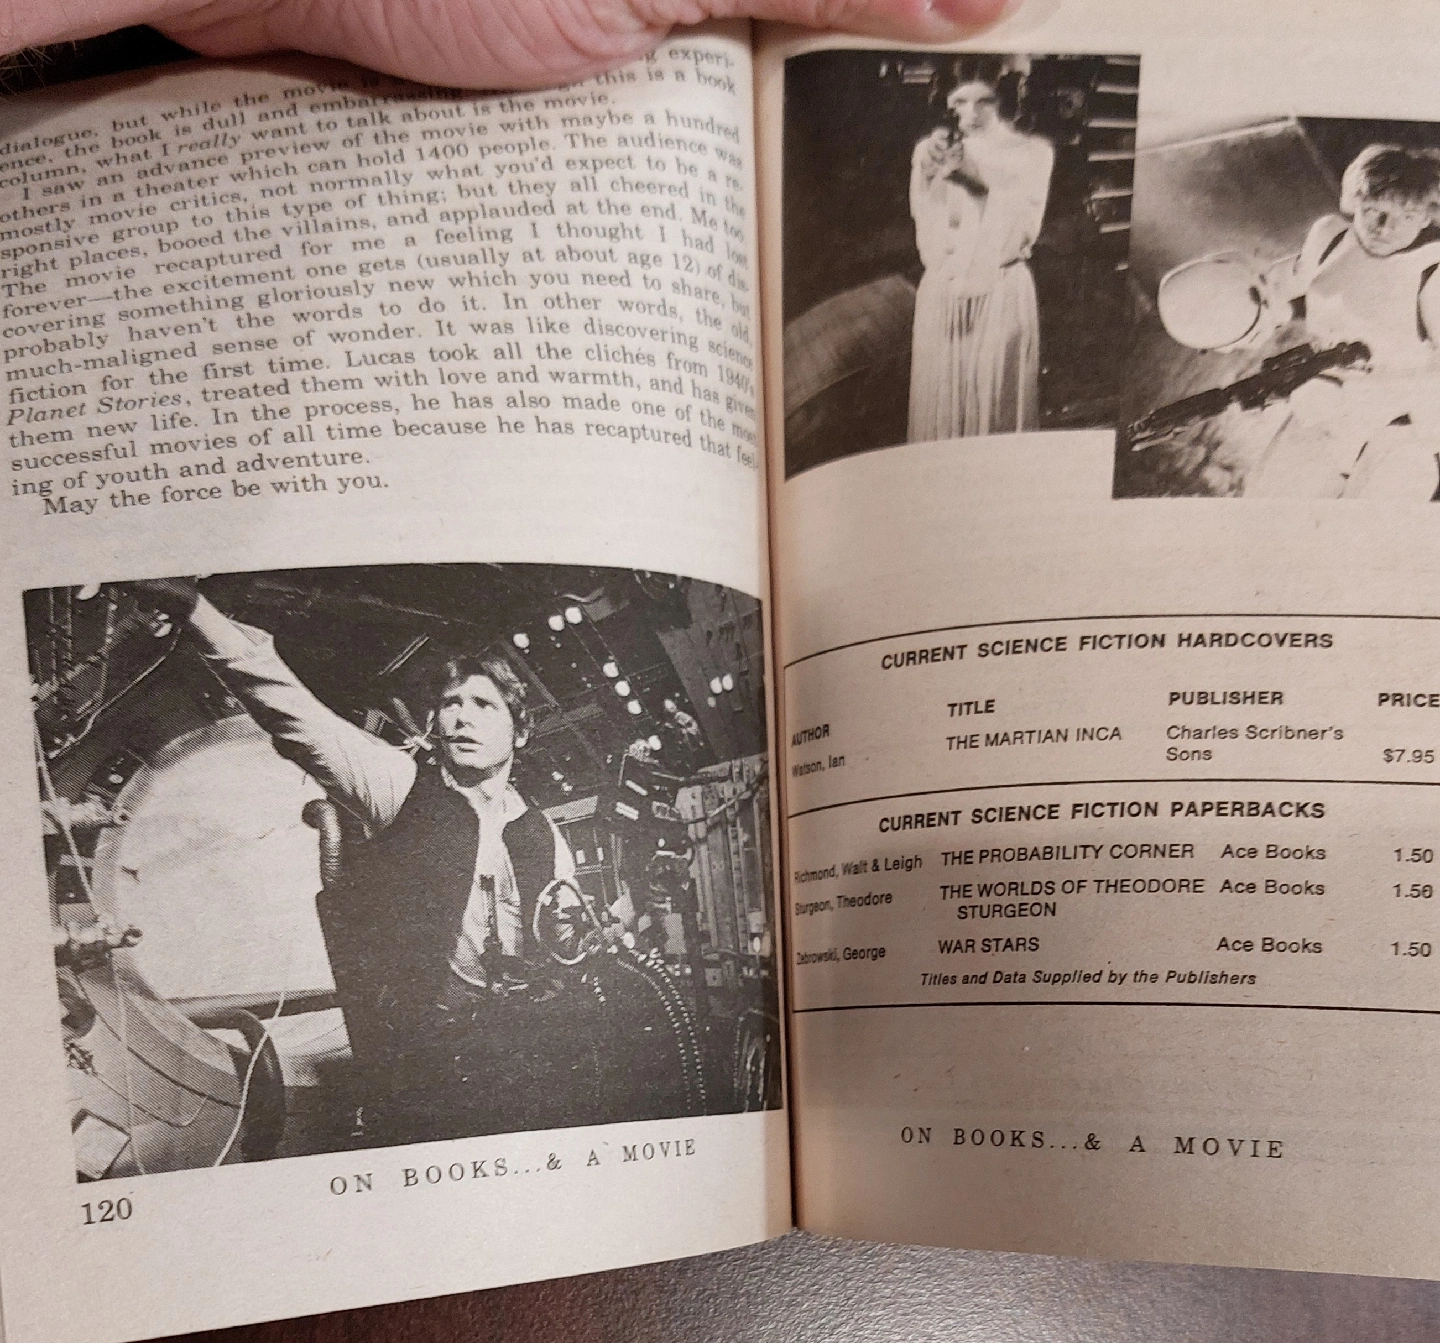 g experi-
dialogue, but while the movie is this is a book
ence, the book is dull and embarrassing
column, what I really want to talk about is the movie.
I saw an advance preview of the movie with maybe a hundred
others in a theater which can hold 1400 people. The audience was
mostly movie critics, not normally what you'd expect to be a re-
sponsive group to this type of thing; but they all cheered in the
right places, booed the villains, and applauded at the end. Me too.
The movie recaptured for me a feeling I thought I had lost
forever—the excitement one gets (usually at about age 12) of dis-
covering something gloriously new which you need to share, but
probably haven't the words to do it. In other words, the old,
much-maligned sense of wonder. It was like discovering science
fiction for the first time. Lucas took all the clichés from 1940's
Planet Stories, treated them with love and warmth, and has given
them new life. In the process, he has also made one of the most
successful movies of all time because he has recaptured that feel-
ing of youth and adventure.
May the force be with you.
ON BOOKS...& A MOVIE
120
CURRENT SCIENCE FICTION HARDCOVERS
AUTHOR TITLE PUBLISHER PRICE
Watson, Ian THE MARTIAN INCA Charles Scribner's
Sons $7.95
CURRENT SCIENCE FICTION PAPERBACKS
Richmond, Walt & Leigh THE PROBABILITY CORNER Ace Books 1.50
Sturgeon, Theodore THE WORLDS OF THEODORE Ace Books 1.50
STURGEON
Zebrowski, George WAR STARS Ace Books 1.50
Titles and Data Supplied by the Publishers
ON BOOKS...& A MOVIE